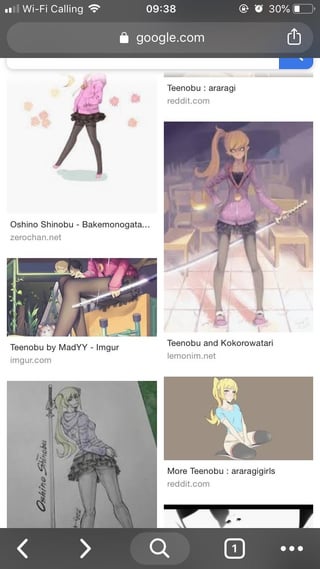 Wi-Fi Calling
09:38
30%
google.com
Teenobu : araragi
reddit.com
Oshino Shinobu - Bakemonogata...
zerochan.net
Teenobu and Kokorowatari
lemonim.net
Teenobu by MadYY - Imgur
imgur.com
Oshino Shinobu
More Teenobu : araragigirls
reddit.com
1